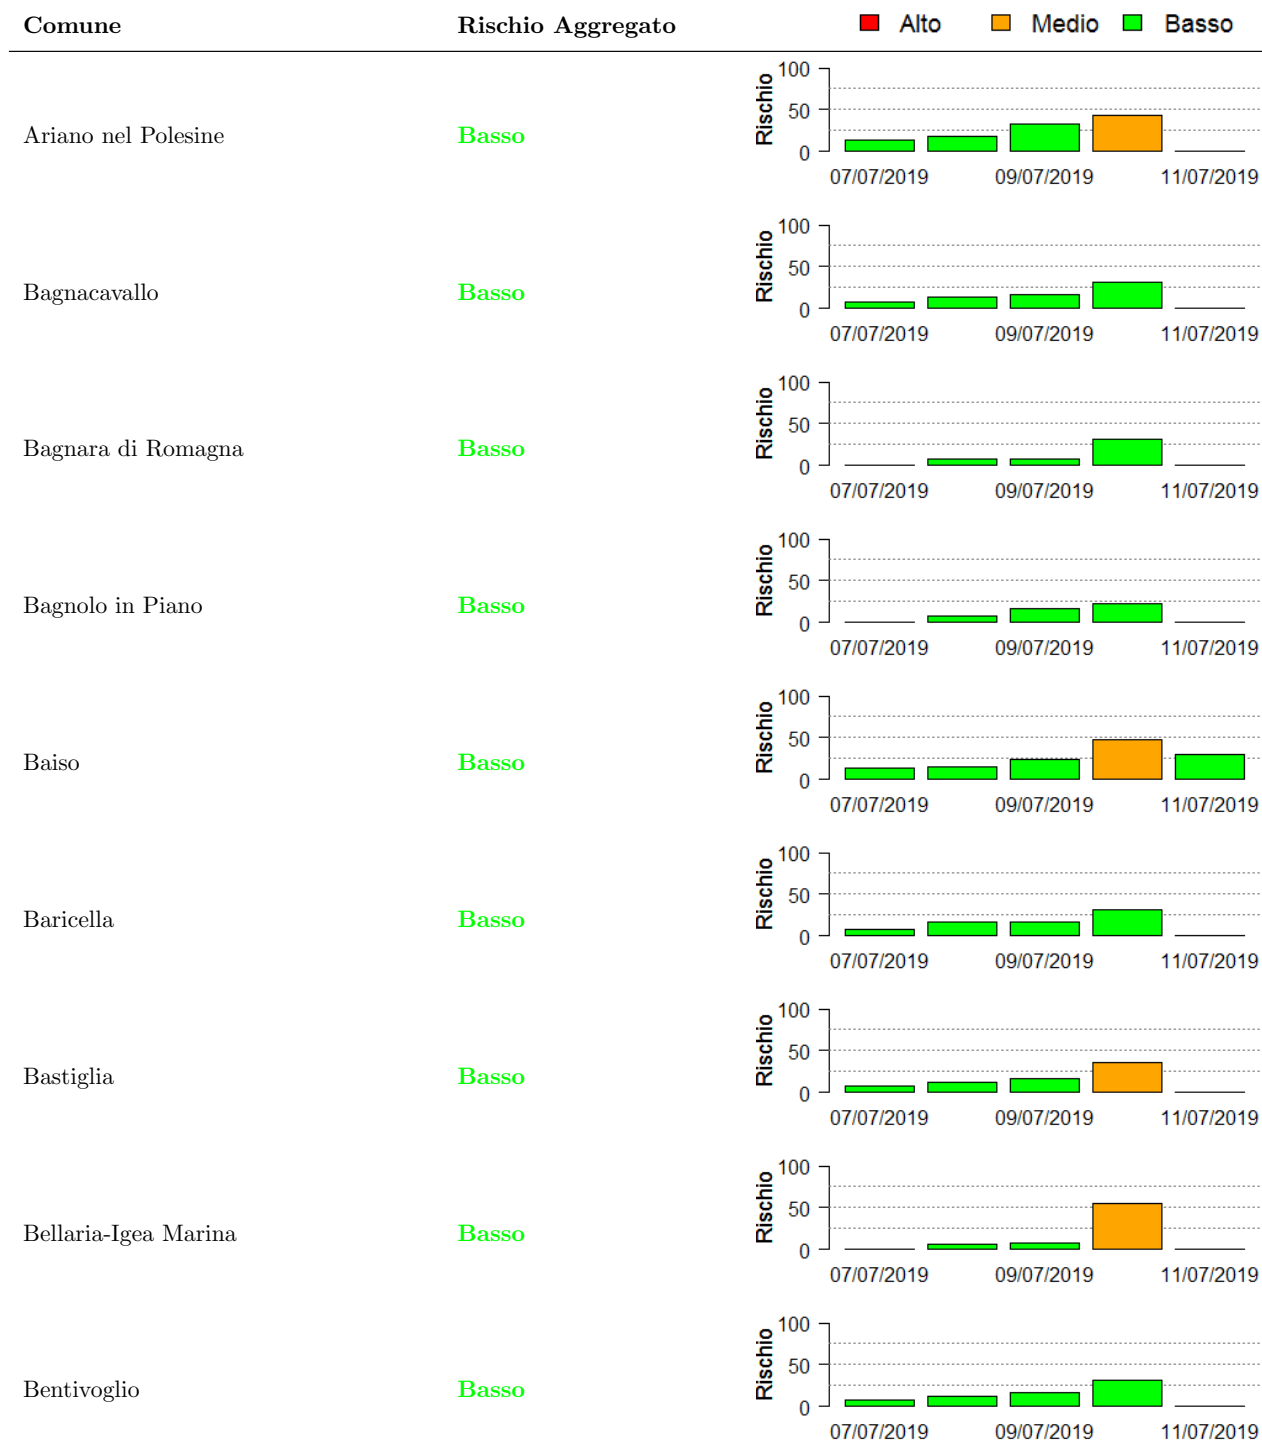 Comune Rischio Aggregato Alto Medio Basso
Ariano nel Polesine Basso Rischio 100 50 0
07/07/2019 09/07/2019 11/07/2019
Bagnacavallo Basso Rischio 100 50 0
07/07/2019 09/07/2019 11/07/2019
Bagnara di Romagna Basso Rischio 100 50 0
07/07/2019 09/07/2019 11/07/2019
Bagnolo in Piano Basso Rischio 100 50 0
07/07/2019 09/07/2019 11/07/2019
Baiso Basso Rischio 100 50 0
07/07/2019 09/07/2019 11/07/2019
Baricella Basso Rischio 100 50 0
07/07/2019 09/07/2019 11/07/2019
Bastiglia Basso Rischio 100 50 0
07/07/2019 09/07/2019 11/07/2019
Bellaria-Igea Marina Basso Rischio 100 50 0
07/07/2019 09/07/2019 11/07/2019
Bentivoglio Basso Rischio 100 50 0
07/07/2019 09/07/2019 11/07/2019